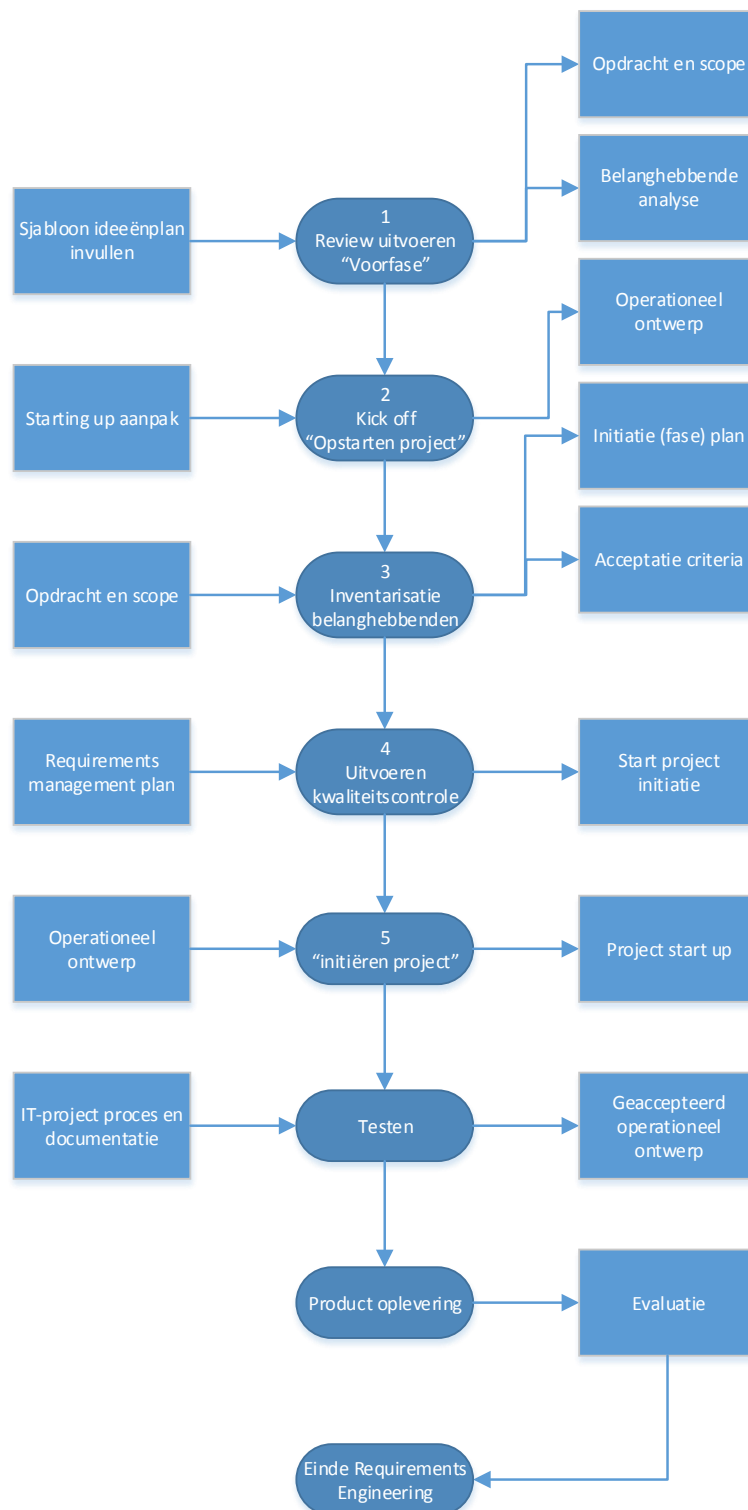 Opdracht en scope
Belanghebbende
analyse
Sjabloon ideeënplan
invullen
1
Review uitvoeren
“Voorfase”
Operationeel
ontwerp
Starting up aanpak
2
Kick off
“Opstarten project”
Initiatie (fase) plan
Acceptatie criteria
Opdracht en scope
3
Inventarisatie
belanghebbenden
Requirements
management plan
4
Uitvoeren
kwaliteitscontrole
Start project
initiatie
Operationeel
ontwerp
5
“initiëren project”
Project start up
IT-project proces en
documentatie
Testen
Geaccepteerd
operationeel
ontwerp
Product oplevering
Evaluatie
Einde Requirements
Engineering